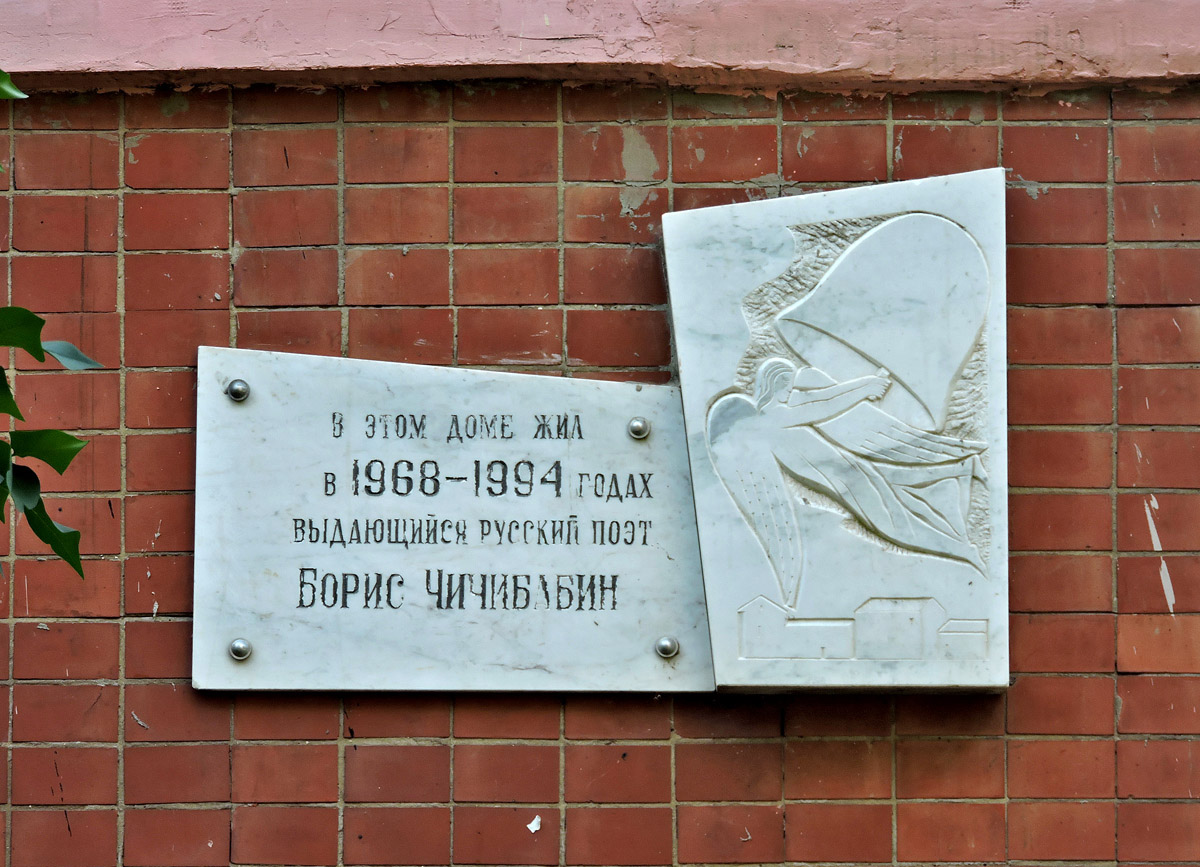 В ЭТОМ ДОМЕ ЖИЛ
В 1968-1994 ГОДАХ
ВЫДАЮЩИЙСЯ РУССКИЙ ПОЭТ
БОРИС ЧИЧИБАБИН